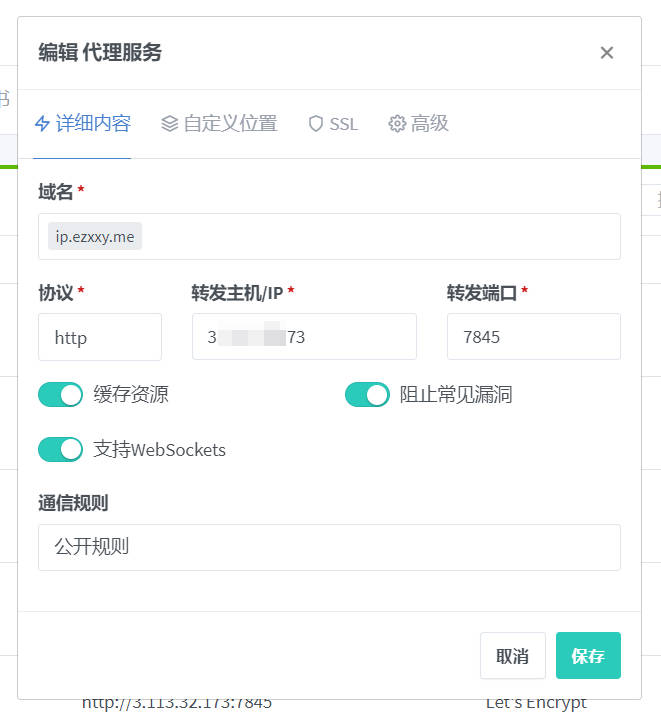 编辑 代理服务
详细内容 自定义位置 SSL 高级
域名 *
ip.ezxxy.me
协议 * 转发主机/IP * 转发端口 *
http 3 73 7845
缓存资源 阻止常见漏洞
支持WebSockets
通信规则
公开规则
取消 保存
http://3.113.32.173:7845 Let's Encrypt